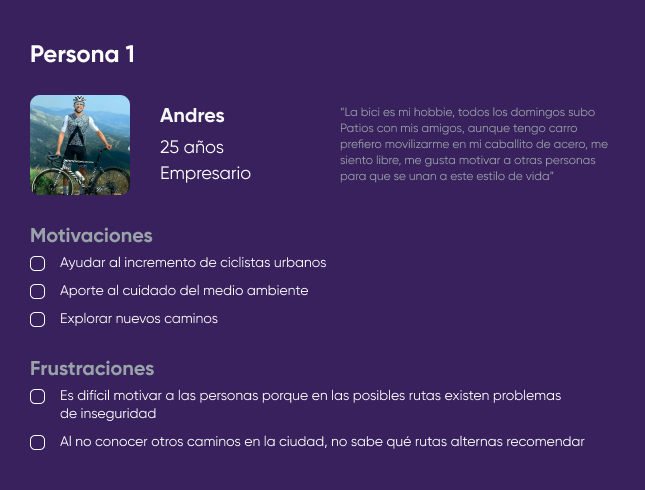 Persona 1
Andres
25 años
Empresario
“La bici es mi hobbie, todos los domingos subo
Patios con mis amigos, aunque tengo carro
prefiero movilizarme en mi caballito de acero, me
siento libre, me gusta motivar a otras personas
para que se unan a este estilo de vida”
Motivaciones
Ayudar al incremento de ciclistas urbanos
Aporte al cuidado del medio ambiente
Explorar nuevos caminos
Frustraciones
Es difícil motivar a las personas porque en las posibles rutas existen problemas
de inseguridad
Al no conocer otros caminos en la ciudad, no sabe qué rutas alternas recomendar